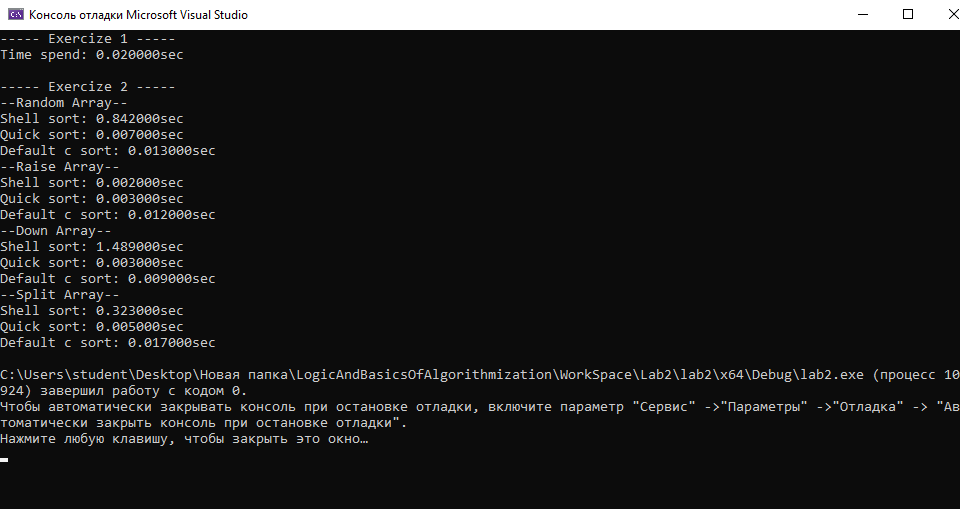 C:\ Консоль отладки Microsoft Visual Studio
----- Exercize 1 -----
Time spend: 0.020000sec
----- Exercize 2 -----
--Random Array--
Shell sort: 0.842000sec
Quick sort: 0.007000sec
Default c sort: 0.013000sec
--Raise Array--
Shell sort: 0.002000sec
Quick sort: 0.003000sec
Default c sort: 0.012000sec
--Down Array--
Shell sort: 1.489000sec
Quick sort: 0.003000sec
Default c sort: 0.009000sec
--Split Array--
Shell sort: 0.323000sec
Quick sort: 0.005000sec
Default c sort: 0.017000sec
C:\Users\student\Desktop\Новая папка\LogicAndBasicsOfAlgorithmization\WorkSpace\Lab2\lab2\x64\Debug\lab2.exe (процесс 10
924) завершил работу с кодом 0.
Чтобы автоматически закрывать консоль при остановке отладки, включите параметр "Сервис" ->"Параметры" ->"Отладка" -> "Ав
томатически закрыть консоль при остановке отладки".
Нажмите любую клавишу, чтобы закрыть это окно…